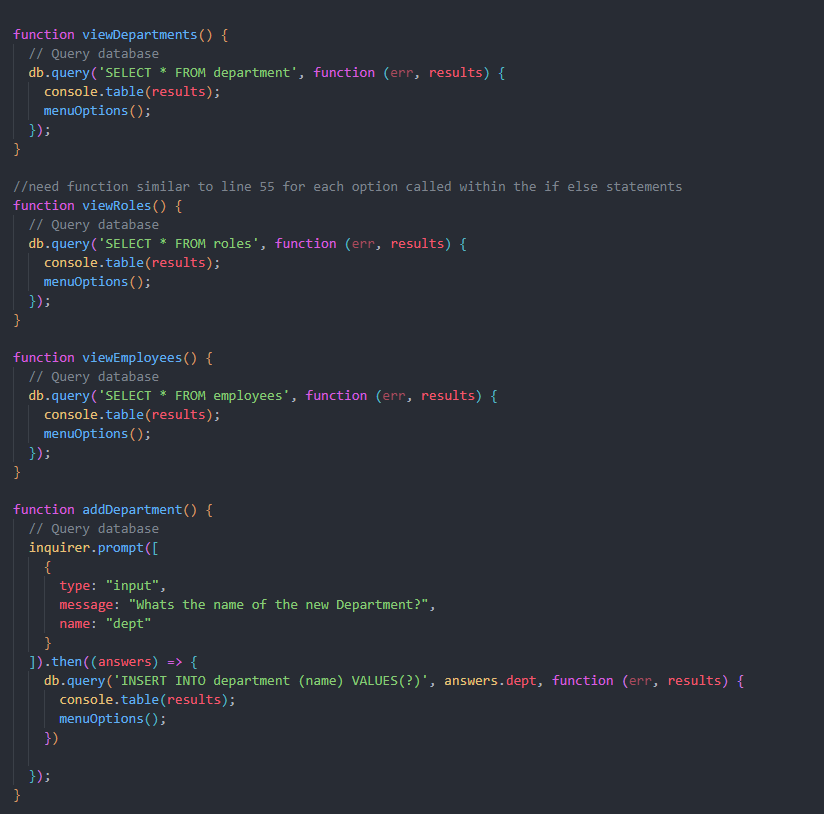 function viewDepartments() {
  // Query database
  db.query('SELECT * FROM department', function (err, results) {
    console.table(results);
    menuOptions();
  });
}

//need function similar to line 55 for each option called within the if else statements
function viewRoles() {
  // Query database
  db.query('SELECT * FROM roles', function (err, results) {
    console.table(results);
    menuOptions();
  });
}

function viewEmployees() {
  // Query database
  db.query('SELECT * FROM employees', function (err, results) {
    console.table(results);
    menuOptions();
  });
}

function addDepartment() {
  // Query database
  inquirer.prompt([
    {
      type: "input",
      message: "Whats the name of the new Department?",
      name: "dept"
    }
  ]).then((answers) => {
    db.query('INSERT INTO department (name) VALUES(?)', answers.dept, function (err, results) {
      console.table(results);
      menuOptions();
    })

  });
}